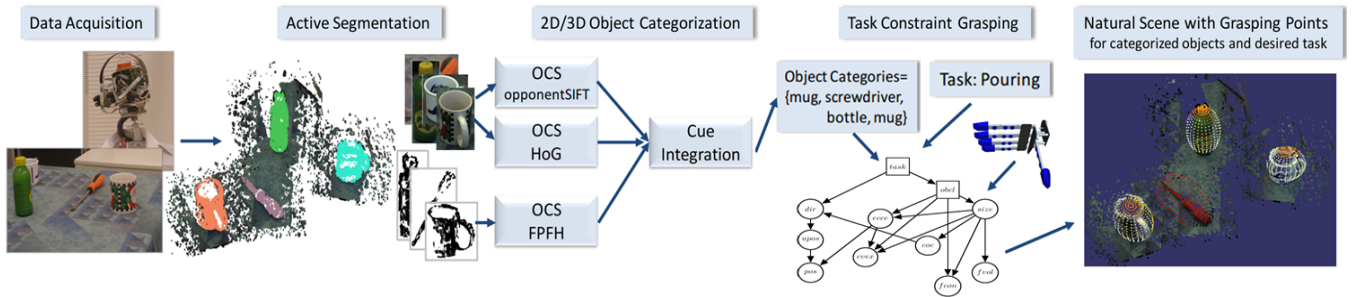 Data Acquisition
Active Segmentation
2D/3D Object Categorization
Task Constraint Grasping
Natural Scene with Grasping Points
for categorized objects and desired task
OCS
opponentSIFT
OCS
HoG
OCS
FPFH
Cue
Integration
Object Categories=
{mug, screwdriver,
bottle, mug}
Task: Pouring
task
obcl
dir
ecce
size
upos
coc
pos
cvex
fcon
fvol